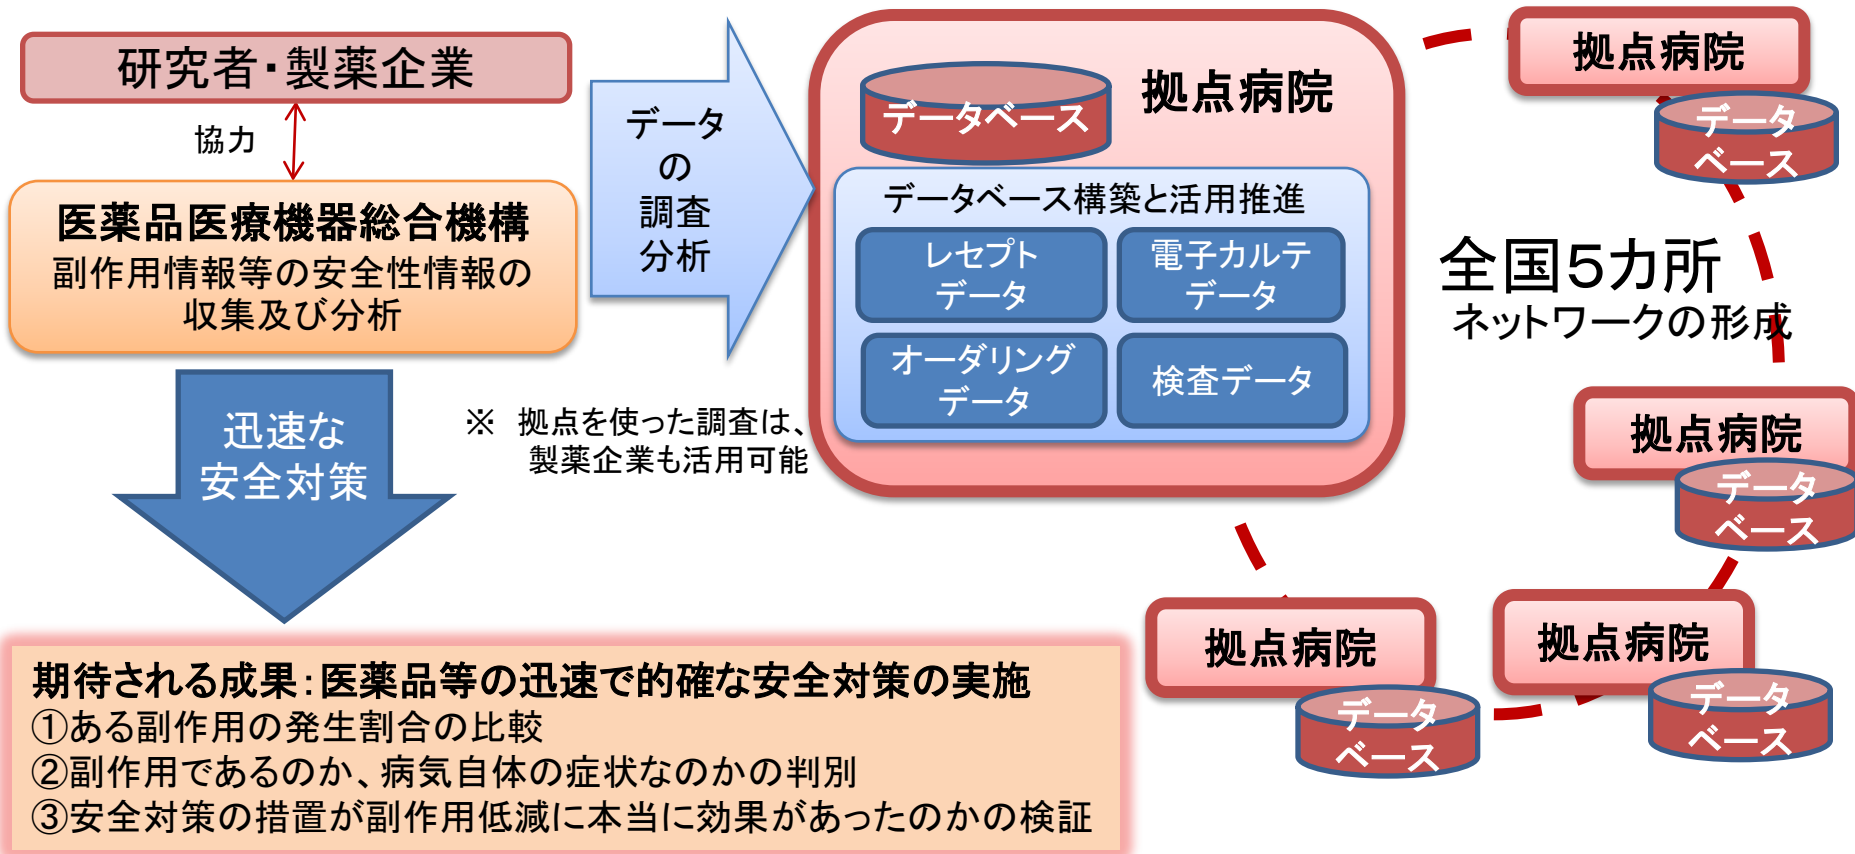 研究者・製薬企業
協力
医薬品医療機器総合機構
副作用情報等の安全性情報の
収集及び分析
データ
の
調査
分析
迅速な
安全対策
※　拠点を使った調査は、
製薬企業も活用可能
データベース
拠点病院
データベース構築と活用推進
レセプト
データ
電子カルテ
データ
オーダリング
データ
検査データ
拠点病院
データ
ベース
全国５カ所
ネットワークの形成
拠点病院
データ
ベース
拠点病院
データ
ベース
拠点病院
データ
ベース
期待される成果：医薬品等の迅速で的確な安全対策の実施
①ある副作用の発生割合の比較
②副作用であるのか、病気自体の症状なのかの判別
③安全対策の措置が副作用低減に本当に効果があったのかの検証